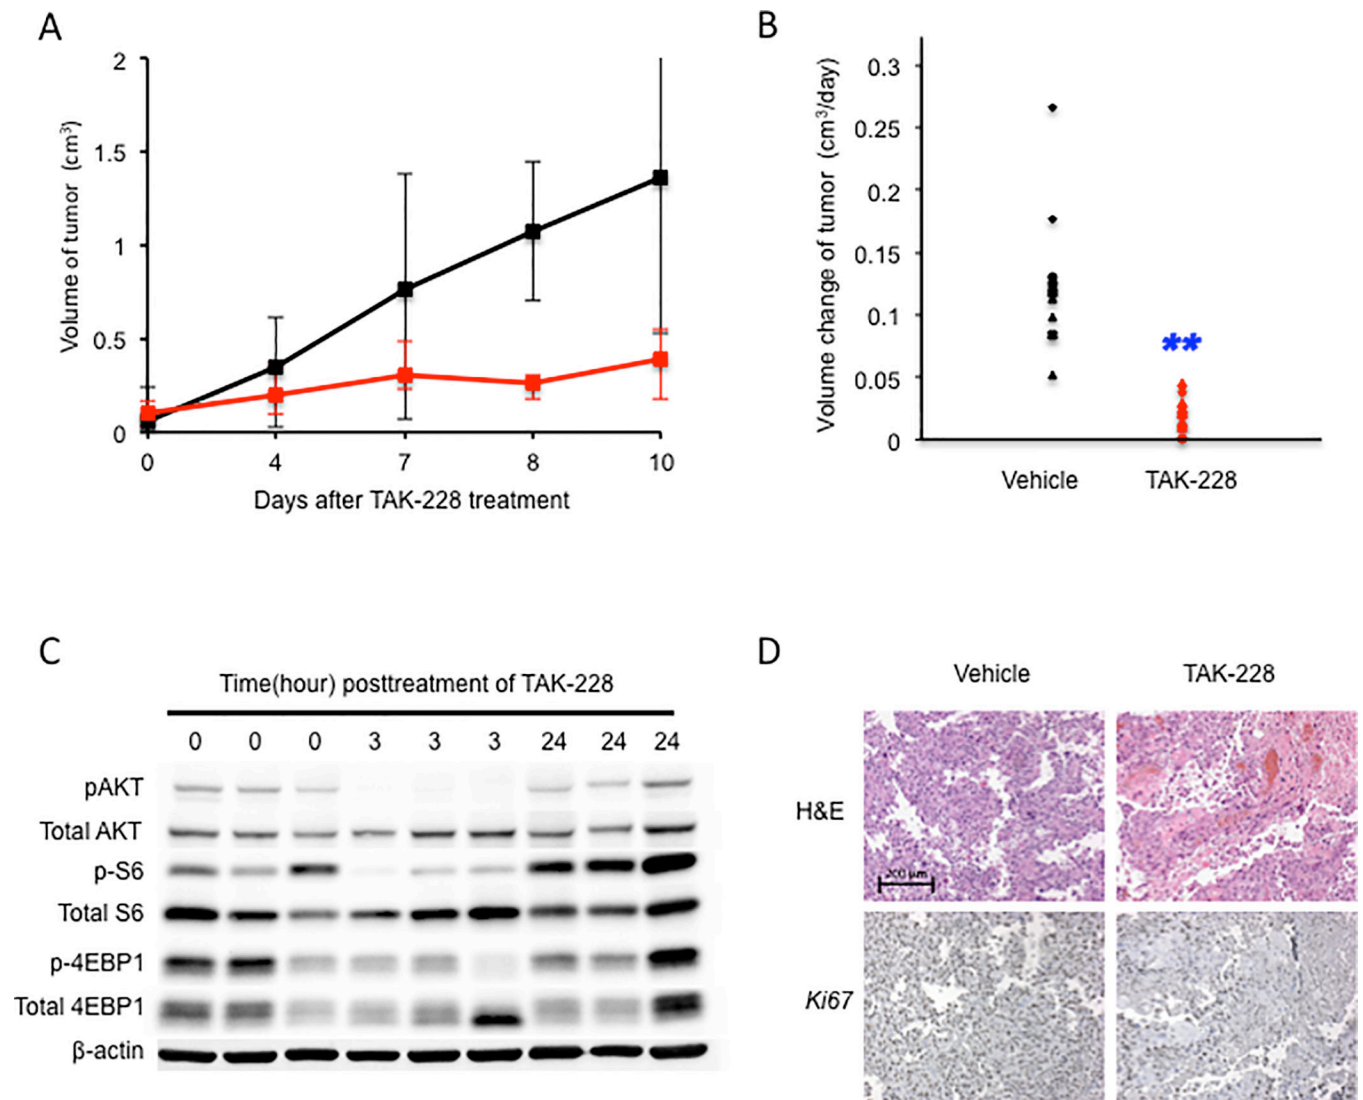 A
Volume of tumor (cm³)
2
1.5
1
0.5
0
0 4 7 8 10
Days after TAK-228 treatment
B
Volume change of tumor (cm³/day)
0.3
0.25
0.2
0.15
0.1
0.05
0
**
Vehicle TAK-228
C
Time(hour) posttreatment of TAK-228
0 0 0 3 3 3 24 24 24
pAKT
Total AKT
p-S6
Total S6
p-4EBP1
Total 4EBP1
β-actin
D
Vehicle TAK-228
H&E
200 μm
Ki67